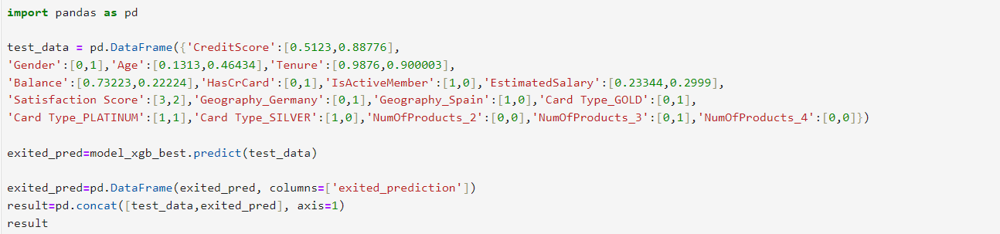 import pandas as pd
test_data = pd.DataFrame({'CreditScore':[0.5123,0.88776],
'Gender':[0,1],'Age':[0.1313,0.46434],'Tenure':[0.9876,0.900003],
'Balance':[0.73223,0.22224],'HasCrCard':[0,1],'IsActiveMember':[1,0],'EstimatedSalary':[0.23344,0.2999],
'Satisfaction Score':[3,2],'Geography_Germany':[0,1],'Geography_Spain':[1,0],'Card Type_GOLD':[0,1],
'Card Type_PLATINUM':[1,1],'Card Type_SILVER':[1,0],'NumOfProducts_2':[0,0],'NumOfProducts_3':[0,1],'NumOfProducts_4':[0,0]})
exited_pred=model_xgb_best.predict(test_data)
exited_pred=pd.DataFrame(exited_pred, columns=['exited_prediction'])
result=pd.concat([test_data,exited_pred], axis=1)
result